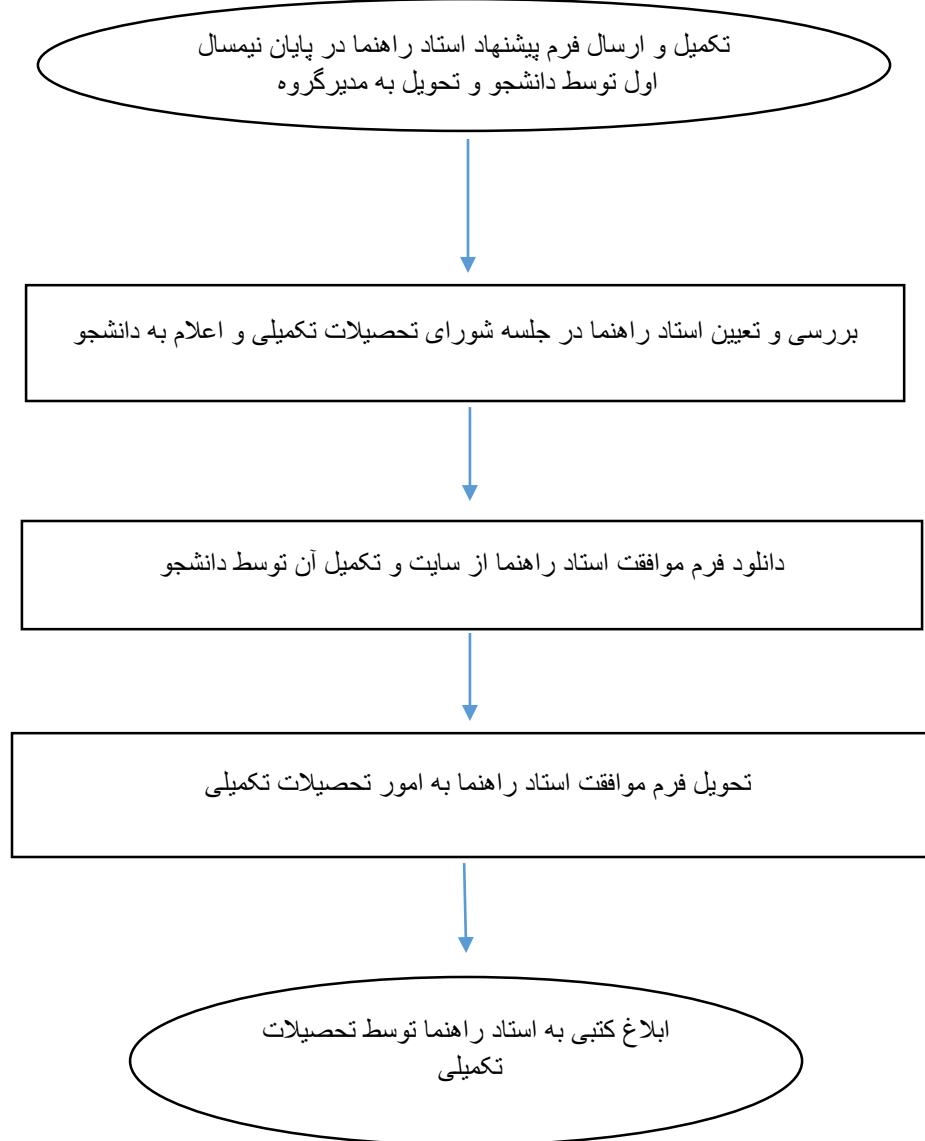 تکمیل و ارسال فرم پیشنهاد استاد راهنما در پایان نیمسال
اول توسط دانشجو و تحویل به مدیرگروه
بررسی و تعیین استاد راهنما در جلسه شورای تحصیلات تکمیلی و اعلام به دانشجو
دانلود فرم موافقت استاد راهنما از سایت و تکمیل آن توسط دانشجو
تحویل فرم موافقت استاد راهنما به امور تحصیلات تکمیلی
ابلاغ کتبی به استاد راهنما توسط تحصیلات
تکمیلی